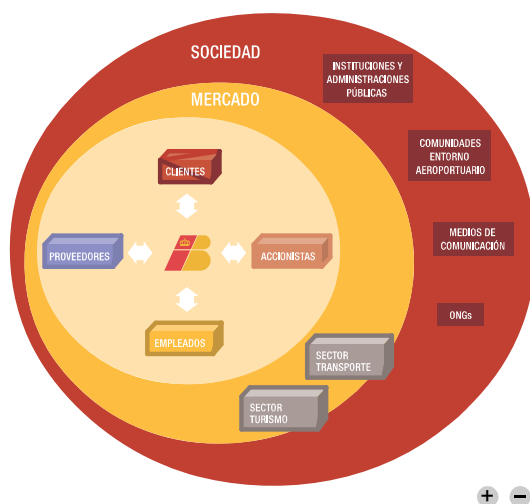 SOCIEDAD
INSTITUCIONES Y
ADMINISTRACIONES
PÚBLICAS
MERCADO
COMUNIDADES
ENTORNO
AEROPORTUARIO
CLIENTES
MEDIOS DE
COMUNICACIÓN
PROVEEDORES
ACCIONISTAS
ONGs
EMPLEADOS
SECTOR
TRANSPORTE
SECTOR
TURISMO